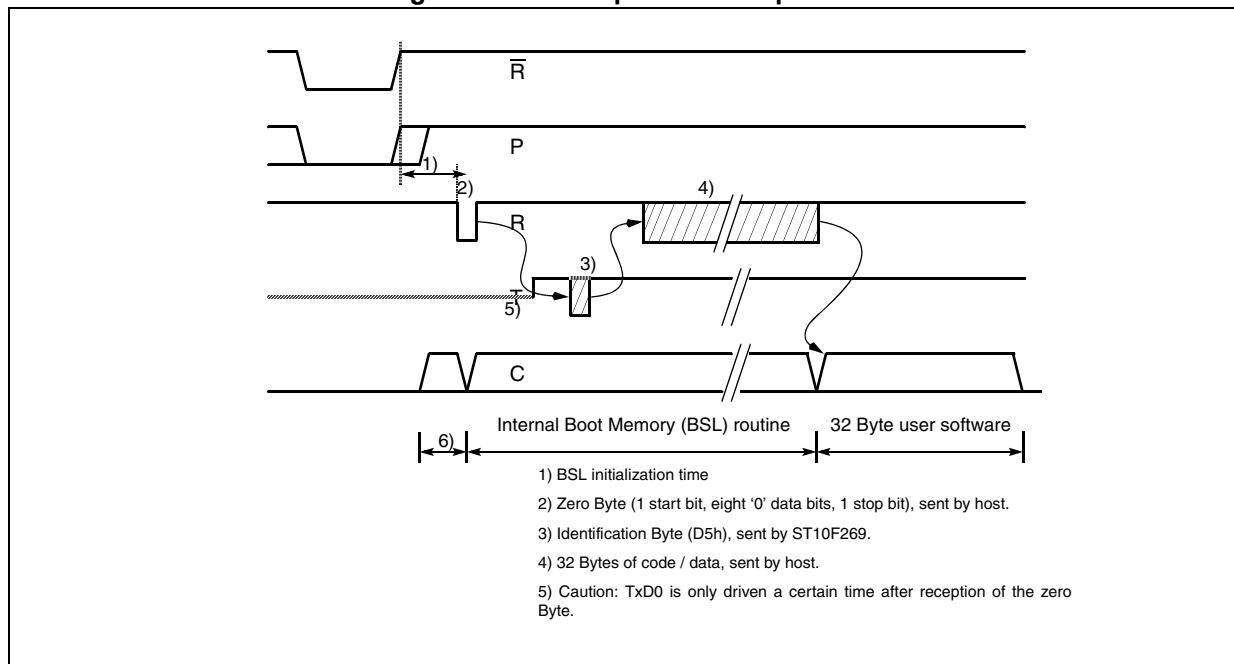 R
P
1)
2)
4)
R
3)
T
5)
C
Internal Boot Memory (BSL) routine
32 Byte user software
6)
1) BSL initialization time
2) Zero Byte (1 start bit, eight ‘0’ data bits, 1 stop bit), sent by host.
3) Identification Byte (D5h), sent by ST10F269.
4) 32 Bytes of code / data, sent by host.
5) Caution: TxD0 is only driven a certain time after reception of the zero
Byte.